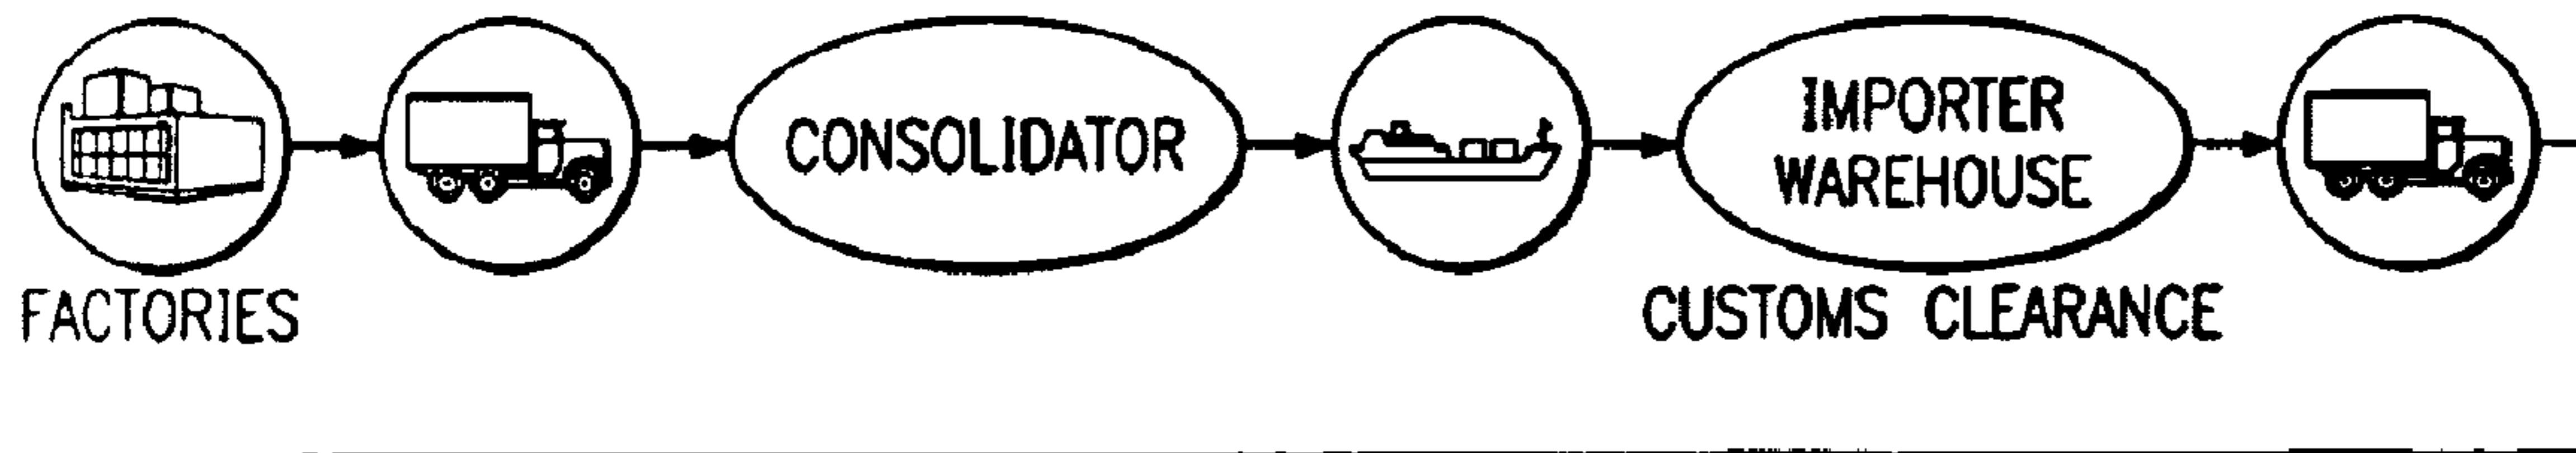 CONSOLIDATOR
IMPORTER
WAREHOUSE
FACTORIES
CUSTOMS CLEARANCE